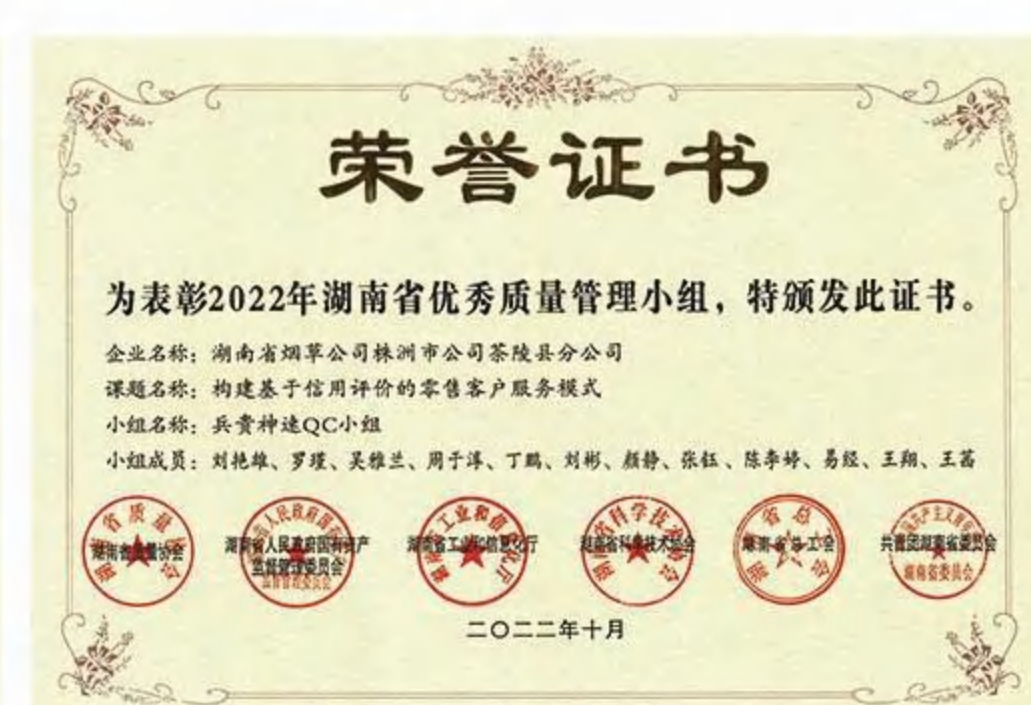 荣誉证书
为表彰2022年湖南省优秀质量管理小组，特颁发此证书。
企业名称：湖南省烟草公司株洲市公司茶陵县分公司
课题名称：构建基于信用评价的零售客户服务模式
小组名称：兵贵神速QC小组
小组成员：刘艳雄、罗瑾、吴雅兰、周于淳、丁鹏、刘彬、颜静、张钰、陈李婷、易经、王翔、王茜
湖南省质量协会 湖南省人民政府国有资产监督管理委员会 湖南省工业和信息化厅 湖南省科学技术协会 湖南省总工会 共青团湖南省委员会
二〇二二年十月